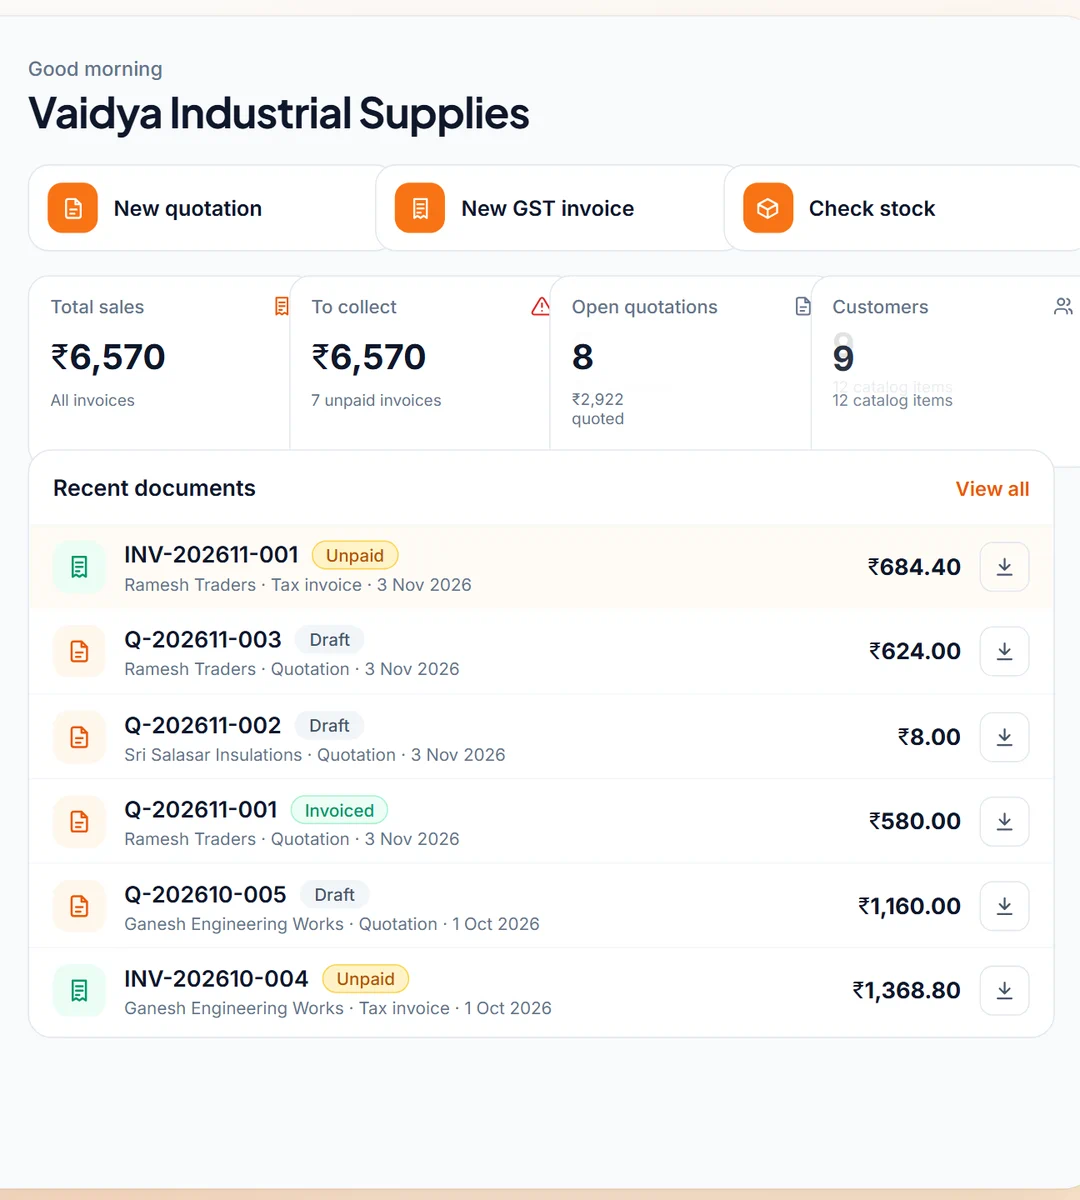 Good morning
Vaidya Industrial Supplies
New quotation
New GST invoice
Check stock
Total sales
₹6,570
All invoices
To collect
₹6,570
7 unpaid invoices
Open quotations
8
₹2,922
quoted
Customers
9
12 catalog items
Recent documents
View all
INV-202611-001 Unpaid
Ramesh Traders · Tax invoice · 3 Nov 2026
₹684.40
Q-202611-003 Draft
Ramesh Traders · Quotation · 3 Nov 2026
₹624.00
Q-202611-002 Draft
Sri Salasar Insulations · Quotation · 3 Nov 2026
₹8.00
Q-202611-001 Invoiced
Ramesh Traders · Quotation · 3 Nov 2026
₹580.00
Q-202610-005 Draft
Ganesh Engineering Works · Quotation · 1 Oct 2026
₹1,160.00
INV-202610-004 Unpaid
Ganesh Engineering Works · Tax invoice · 1 Oct 2026
₹1,368.80